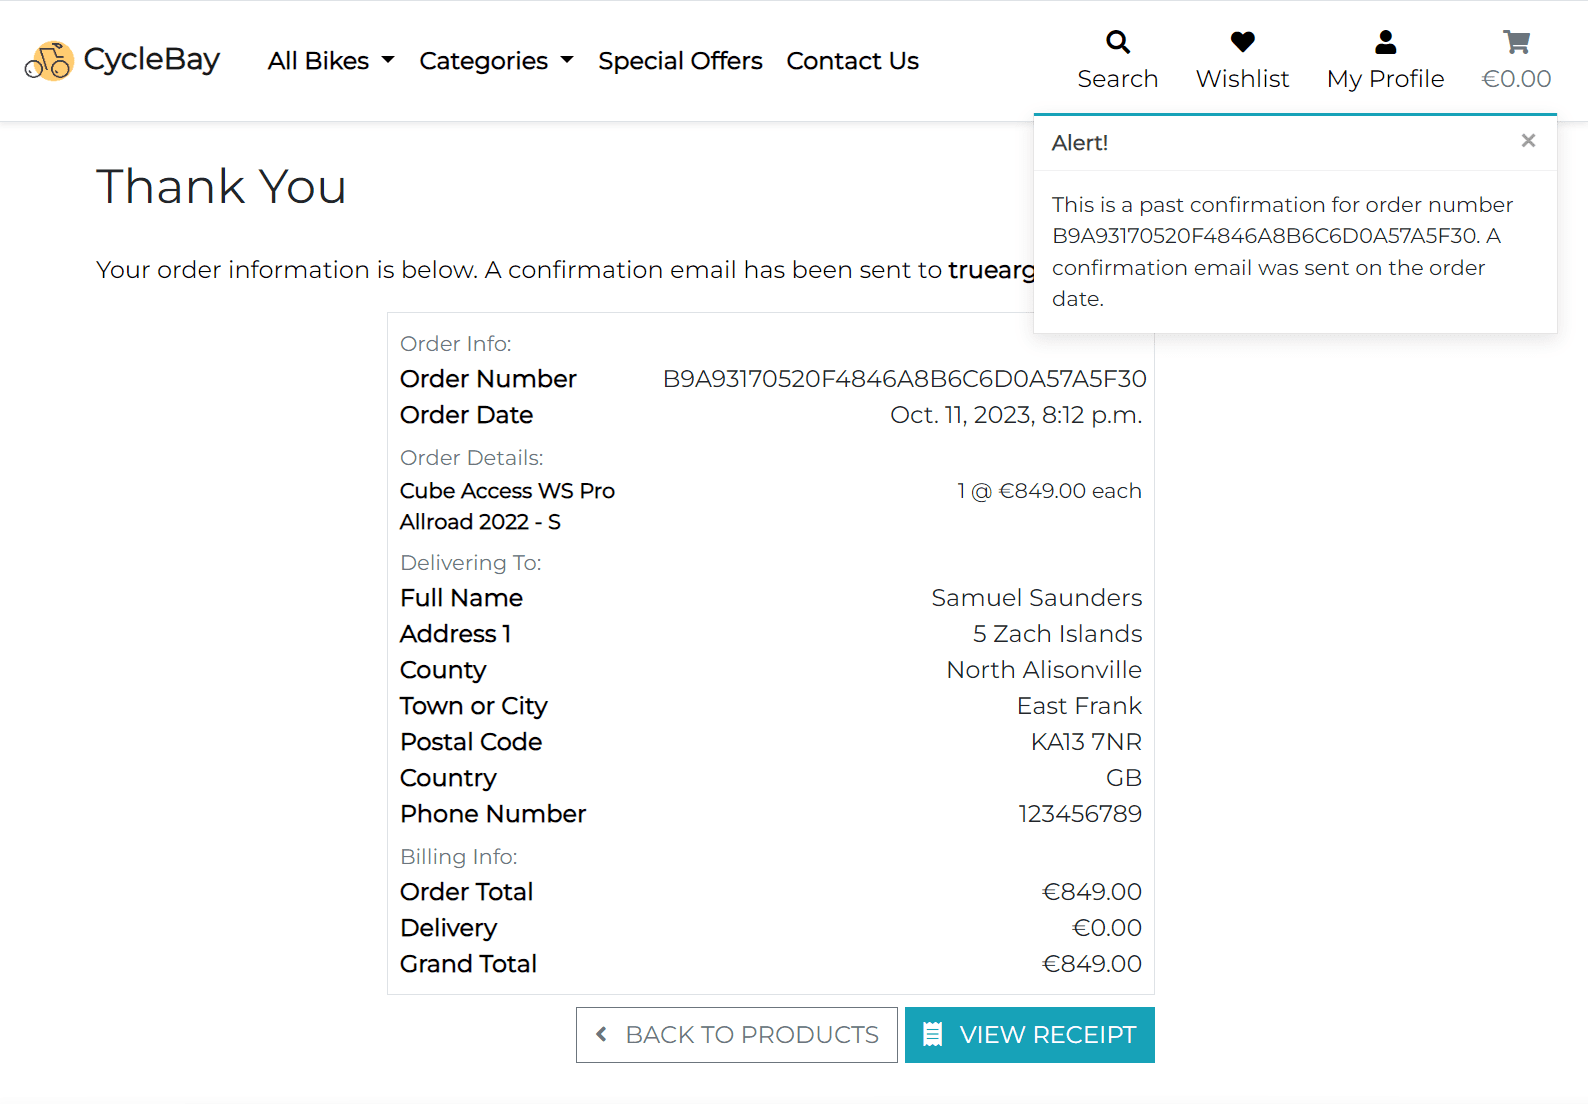 CycleBay
All Bikes Categories Special Offers Contact Us
Search Wishlist My Profile €0.00
Alert! ×
This is a past confirmation for order number
B9A93170520F4846A8B6C6D0A57A5F30. A
confirmation email was sent on the order
date.
Thank You
Your order information is below. A confirmation email has been sent to
Order Info:
Order Number B9A93170520F4846A8B6C6D0A57A5F30
Order Date Oct. 11, 2023, 8:12 p.m.
Order Details:
Cube Access WS Pro 1 @ €849.00 each
Allroad 2022 - S
Delivering To:
Full Name Samuel Saunders
Address 1 5 Zach Islands
County North Alisonville
Town or City East Frank
Postal Code KA13 7NR
Country GB
Phone Number 123456789
Billing Info:
Order Total €849.00
Delivery €0.00
Grand Total €849.00
BACK TO PRODUCTS VIEW RECEIPT